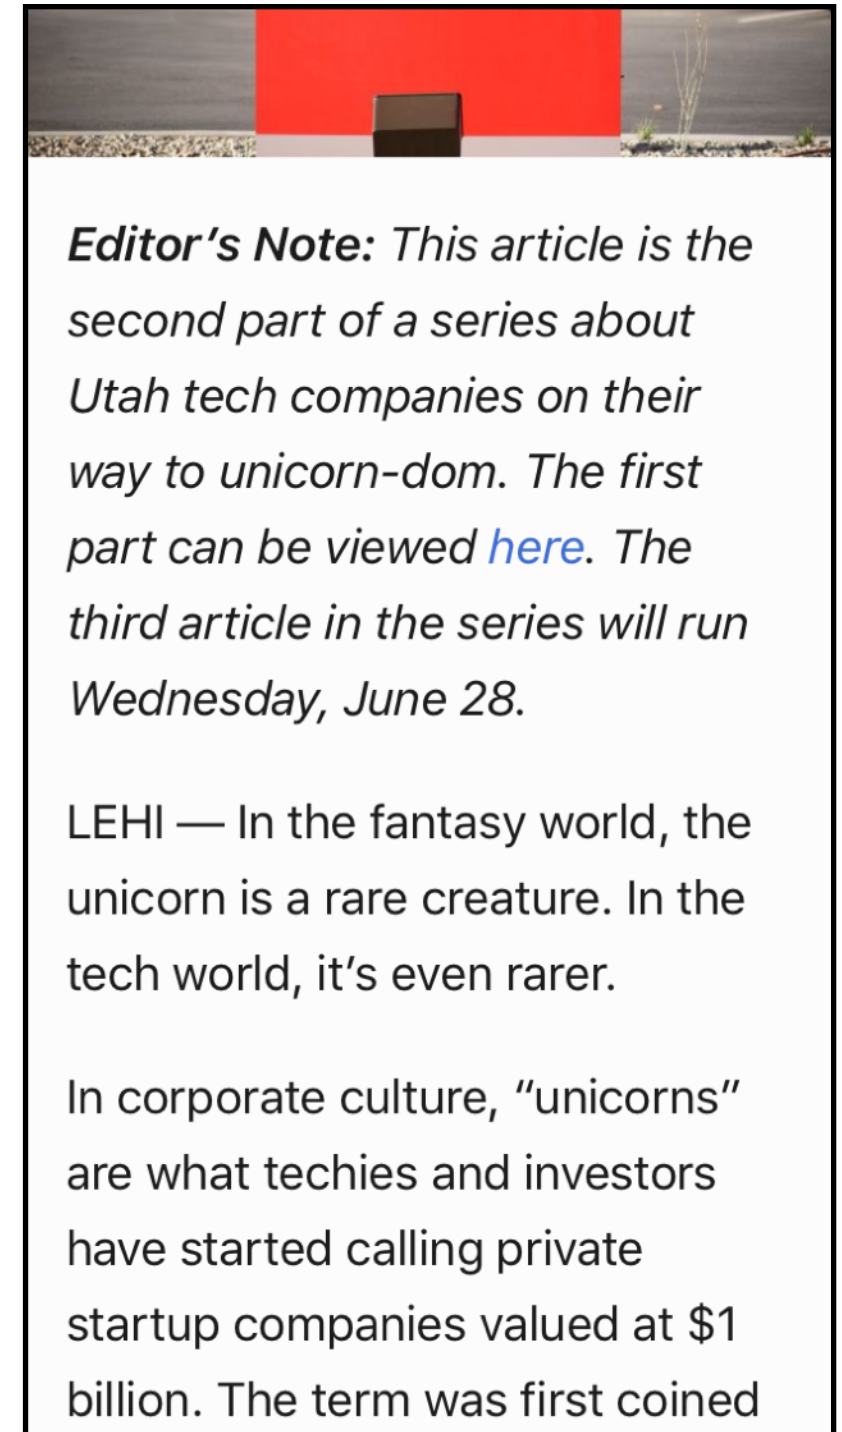 Editor’s Note: This article is the
second part of a series about
Utah tech companies on their
way to unicorn-dom. The first
part can be viewed here. The
third article in the series will run
Wednesday, June 28.
LEHI — In the fantasy world, the
unicorn is a rare creature. In the
tech world, it’s even rarer.
In corporate culture, “unicorns”
are what techies and investors
have started calling private
startup companies valued at $1
billion. The term was first coined